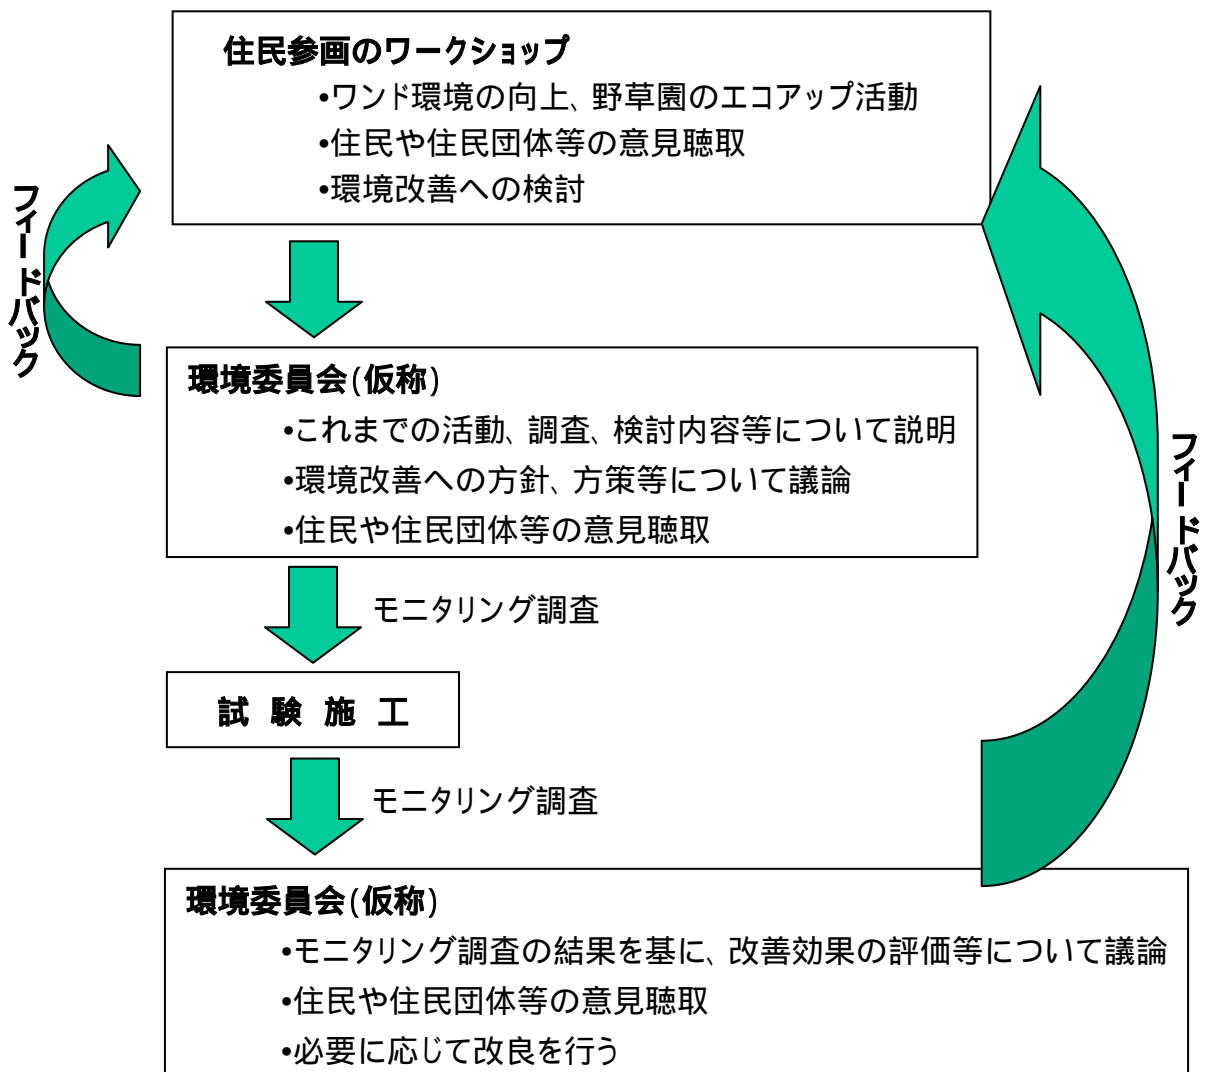 住民参画のワークショップ
•ワンド環境の向上、野草園のエコアップ活動
•住民や住民団体等の意見聴取
•環境改善への検討
フィードバック
環境委員会(仮称)
•これまでの活動、調査、検討内容等について説明
•環境改善への方針、方策等について議論
•住民や住民団体等の意見聴取
フィードバック
モニタリング調査
試 験 施 工
モニタリング調査
環境委員会(仮称)
•モニタリング調査の結果を基に、改善効果の評価等について議論
•住民や住民団体等の意見聴取
•必要に応じて改良を行う